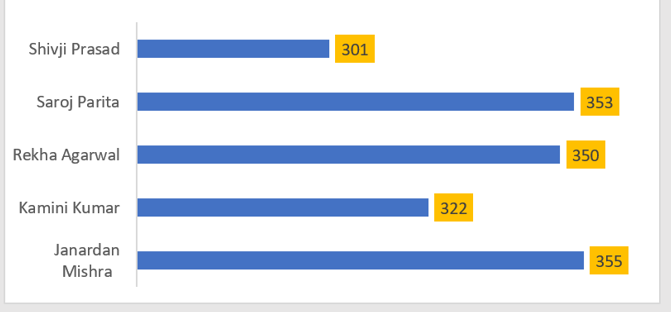 Shivji Prasad 301
Saroj Parita 353
Rekha Agarwal 350
Kamini Kumar 322
Janardan
Mishra 355